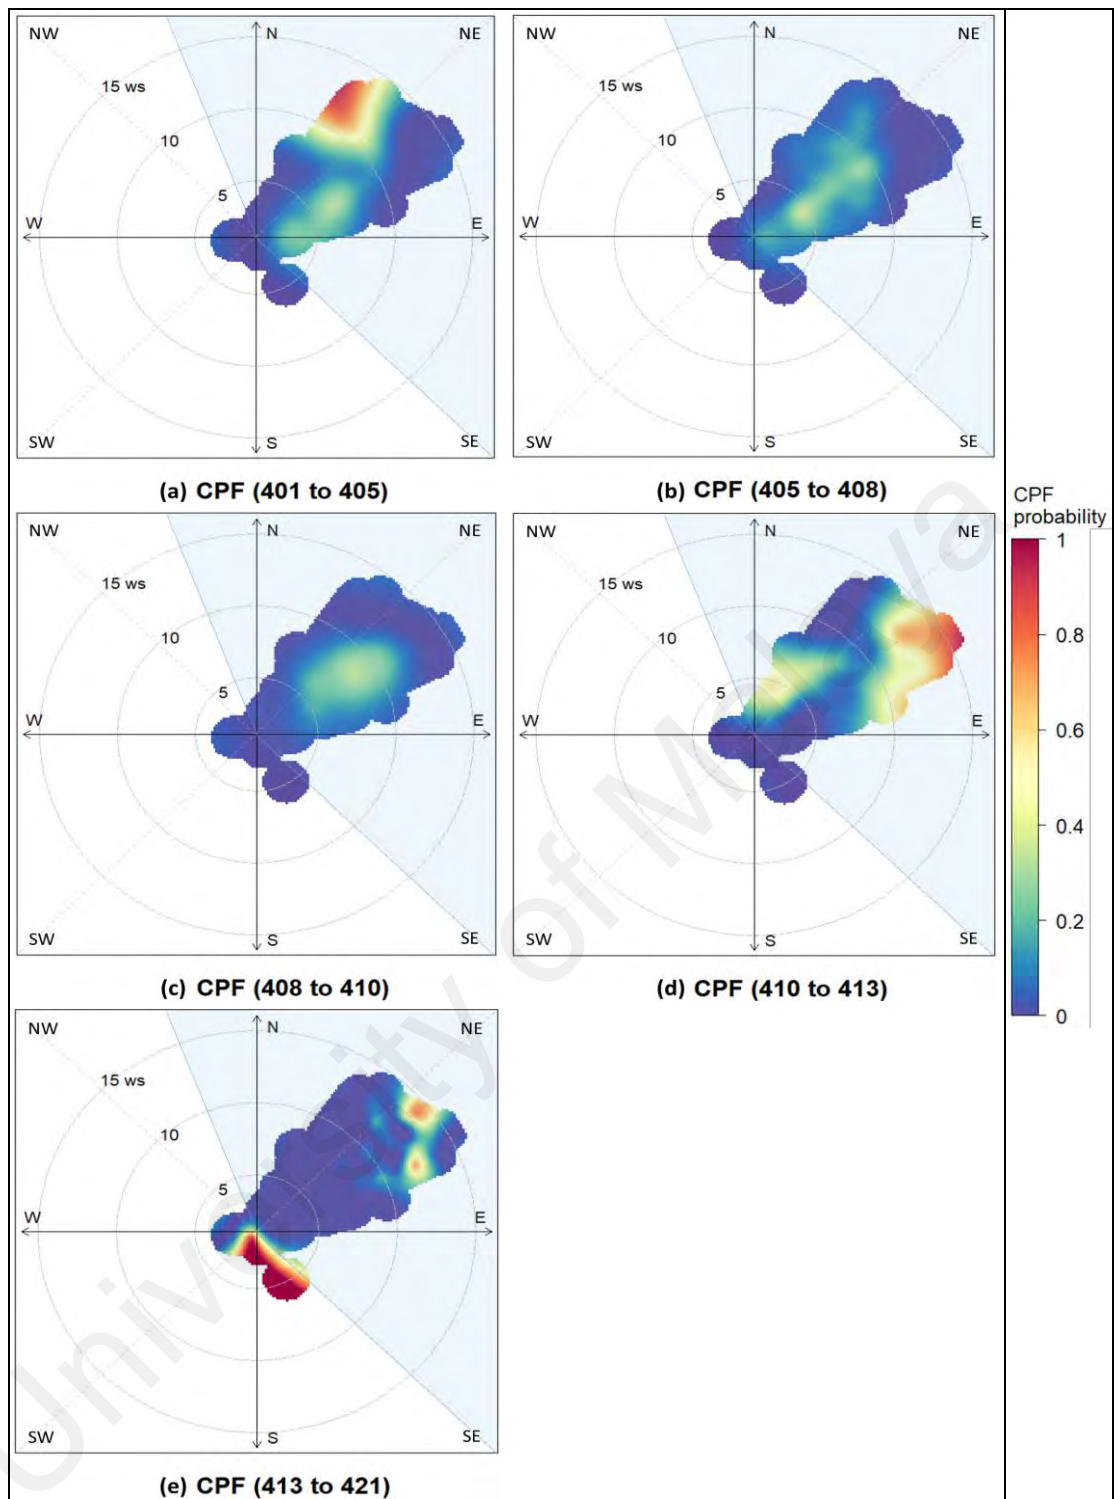 NW
N
NE
15 ws
10
5
W
E
SW
S
SE
(a) CPF (401 to 405)
NW
N
NE
15 ws
10
5
W
E
SW
S
SE
(b) CPF (405 to 408)
NW
N
NE
15 ws
10
5
W
E
SW
S
SE
(c) CPF (408 to 410)
NW
N
NE
15 ws
10
5
W
E
SW
S
SE
(d) CPF (410 to 413)
NW
N
NE
15 ws
10
5
W
E
SW
S
SE
(e) CPF (413 to 421)
CPF
probability
1
0.8
0.6
0.4
0.2
0
University of Malaya